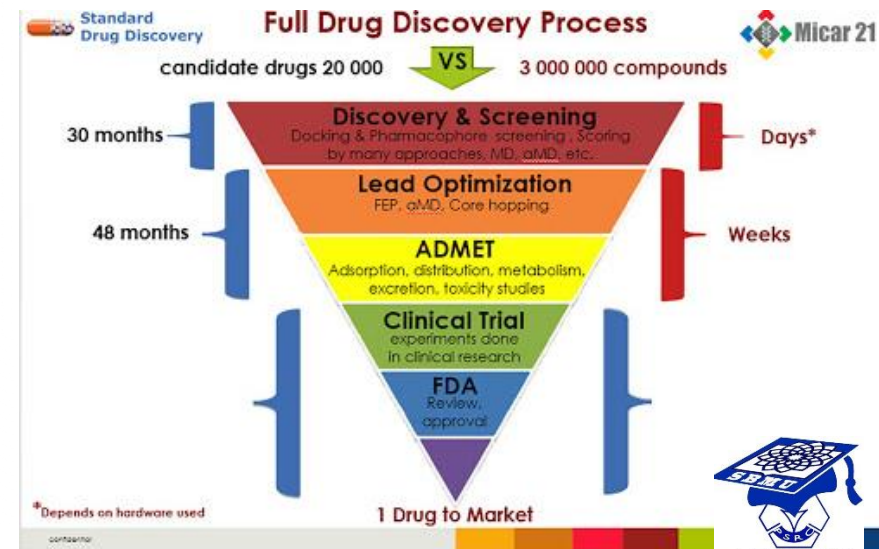 Standard
Drug Discovery
Full Drug Discovery Process
Micar 21
candidate drugs 20 000
VS
3 000 000 compounds
30 months
Discovery & Screening
Docking & Pharmacophore screening, Scoring
by many approaches, MD, aMD, etc.
Days*
48 months
Lead Optimization
FEP, aMD, Core hopping
Weeks
ADMET
Adsorption, distribution, metabolism,
excretion, toxicity studies
Clinical Trial
experiments done
in clinical research
FDA
Review,
approval
*Depends on hardware used
1 Drug to Market
confidential
SBMU
PSRC